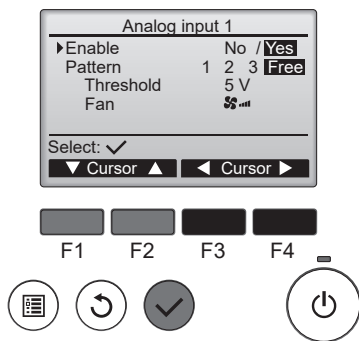 Analog input 1
Enable No / Yes
Pattern 1 2 3 Free
Threshold 5 V
Fan
Select:
Cursor Cursor
F1 F2 F3 F4